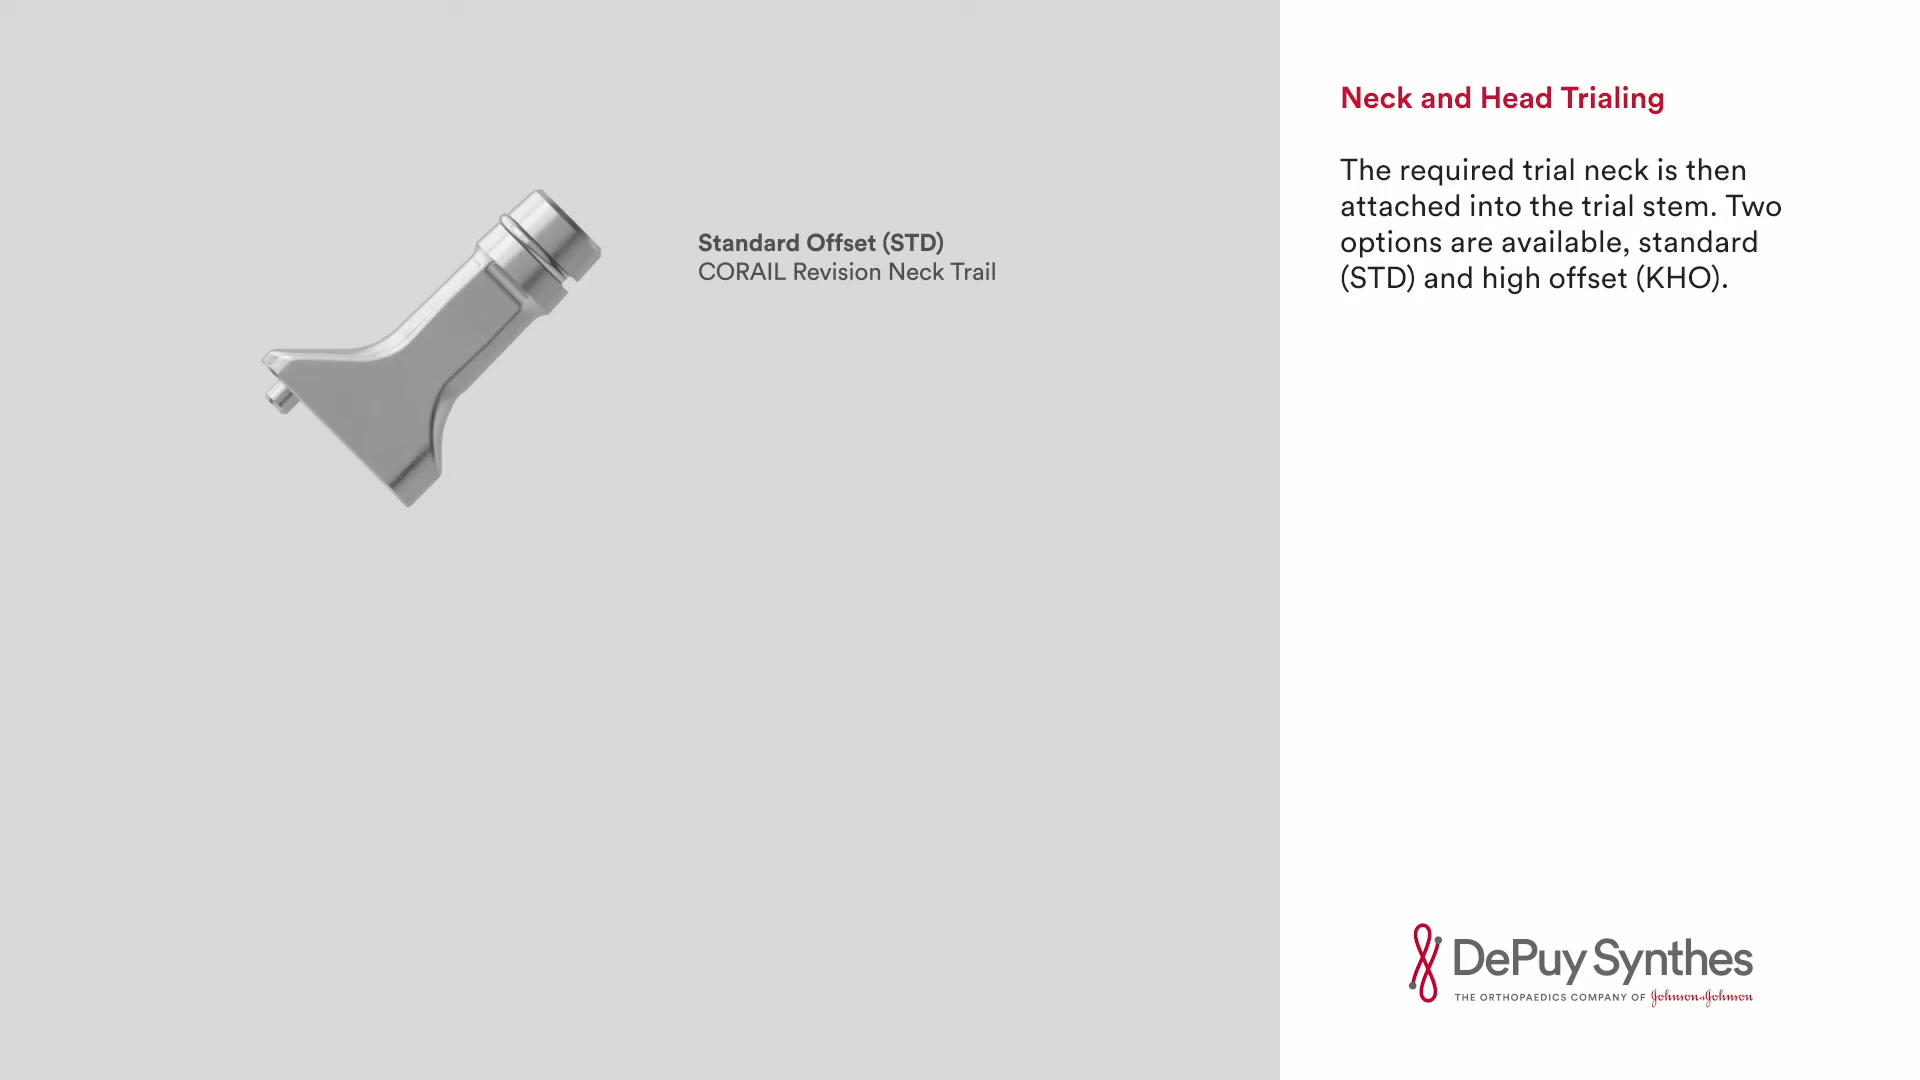 Standard Offset (STD)
CORAIL Revision Neck Trail
Neck and Head Trialing
The required trial neck is then
attached into the trial stem. Two
options are available, standard
(STD) and high offset (KHO).
DePuy Synthes
THE ORTHOPAEDICS COMPANY OF Johnson & Johnson